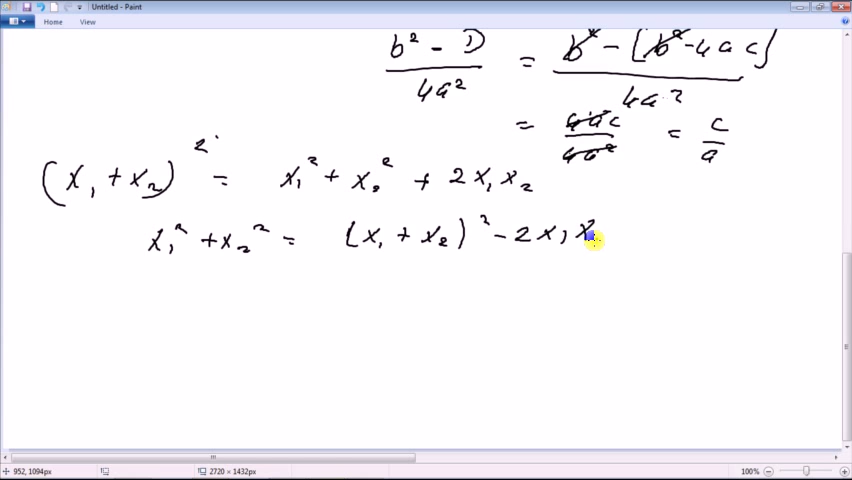 Untitled - Paint
Home View
(b² - D)/(4a²) = (b² - [b² - 4ac])/(4a²)
= (4ac)/(4a²) = c/a
(x₁ + x₂)² = x₁² + x₂² + 2x₁x₂
x₁² + x₂² = (x₁ + x₂)² - 2x₁x
952, 1094px 2720 × 1432px 100%